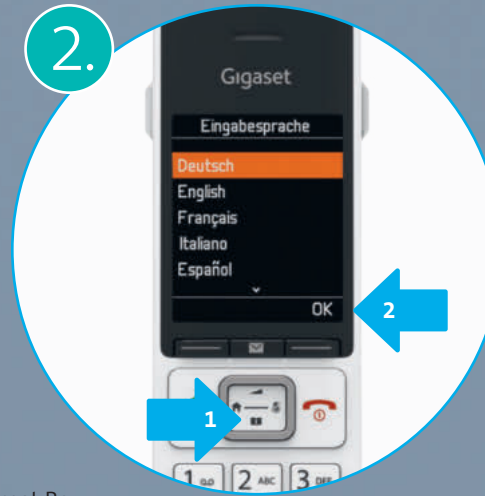 2.
Gigaset
Eingabesprache
Deutsch
English
Français
Italiano
Español
OK
2
1
1
2 ABC
3 DEF